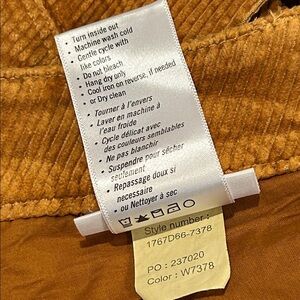 • Turn inside out
• Machine wash cold
• Gentle cycle with
like colors
• Do not bleach
• Hang dry only
• Cool iron on reverse, if needed
• or Dry clean
• Tourner à l'envers
• Laver en machine à
l'eau froide
• Cycle délicat avec
des couleurs semblables
• Ne pas blanchir
• Suspendre pour sécher
seulement
• Repassage doux si
necessaire
• ou Nettoyer à sec
Style number :
1767D66-7378
PO : 237020
Color : W7378